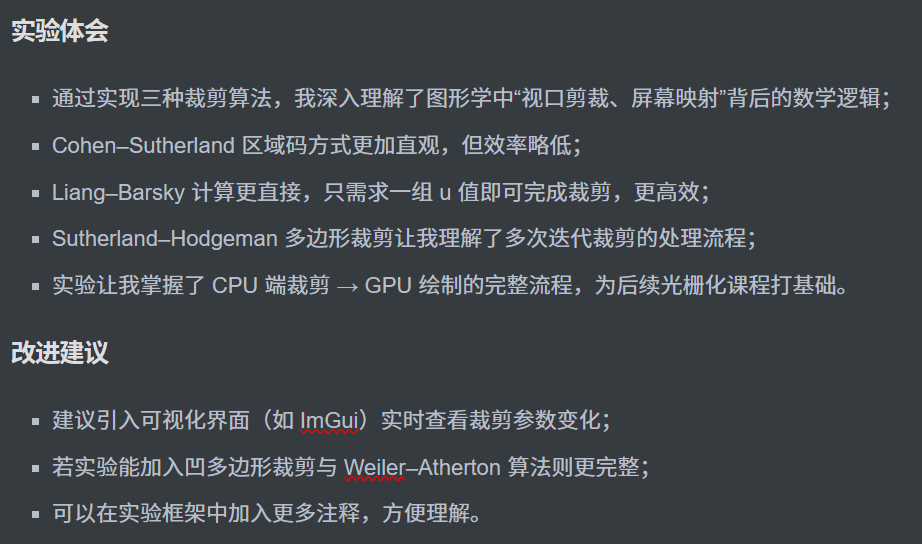 实验体会
通过实现三种裁剪算法，我深入理解了图形学中“视口剪裁、屏幕映射”背后的数学逻辑；
Cohen–Sutherland 区域码方式更加直观，但效率略低；
Liang–Barsky 计算更直接，只需求一组 u 值即可完成裁剪，更高效；
Sutherland–Hodgeman 多边形裁剪让我理解了多次迭代裁剪的处理流程；
实验让我掌握了 CPU 端裁剪 → GPU 绘制的完整流程，为后续光栅化课程打基础。
改进建议
建议引入可视化界面（如 ImGui）实时查看裁剪参数变化；
若实验能加入凹多边形裁剪与 Weiler–Atherton 算法则更完整；
可以在实验框架中加入更多注释，方便理解。